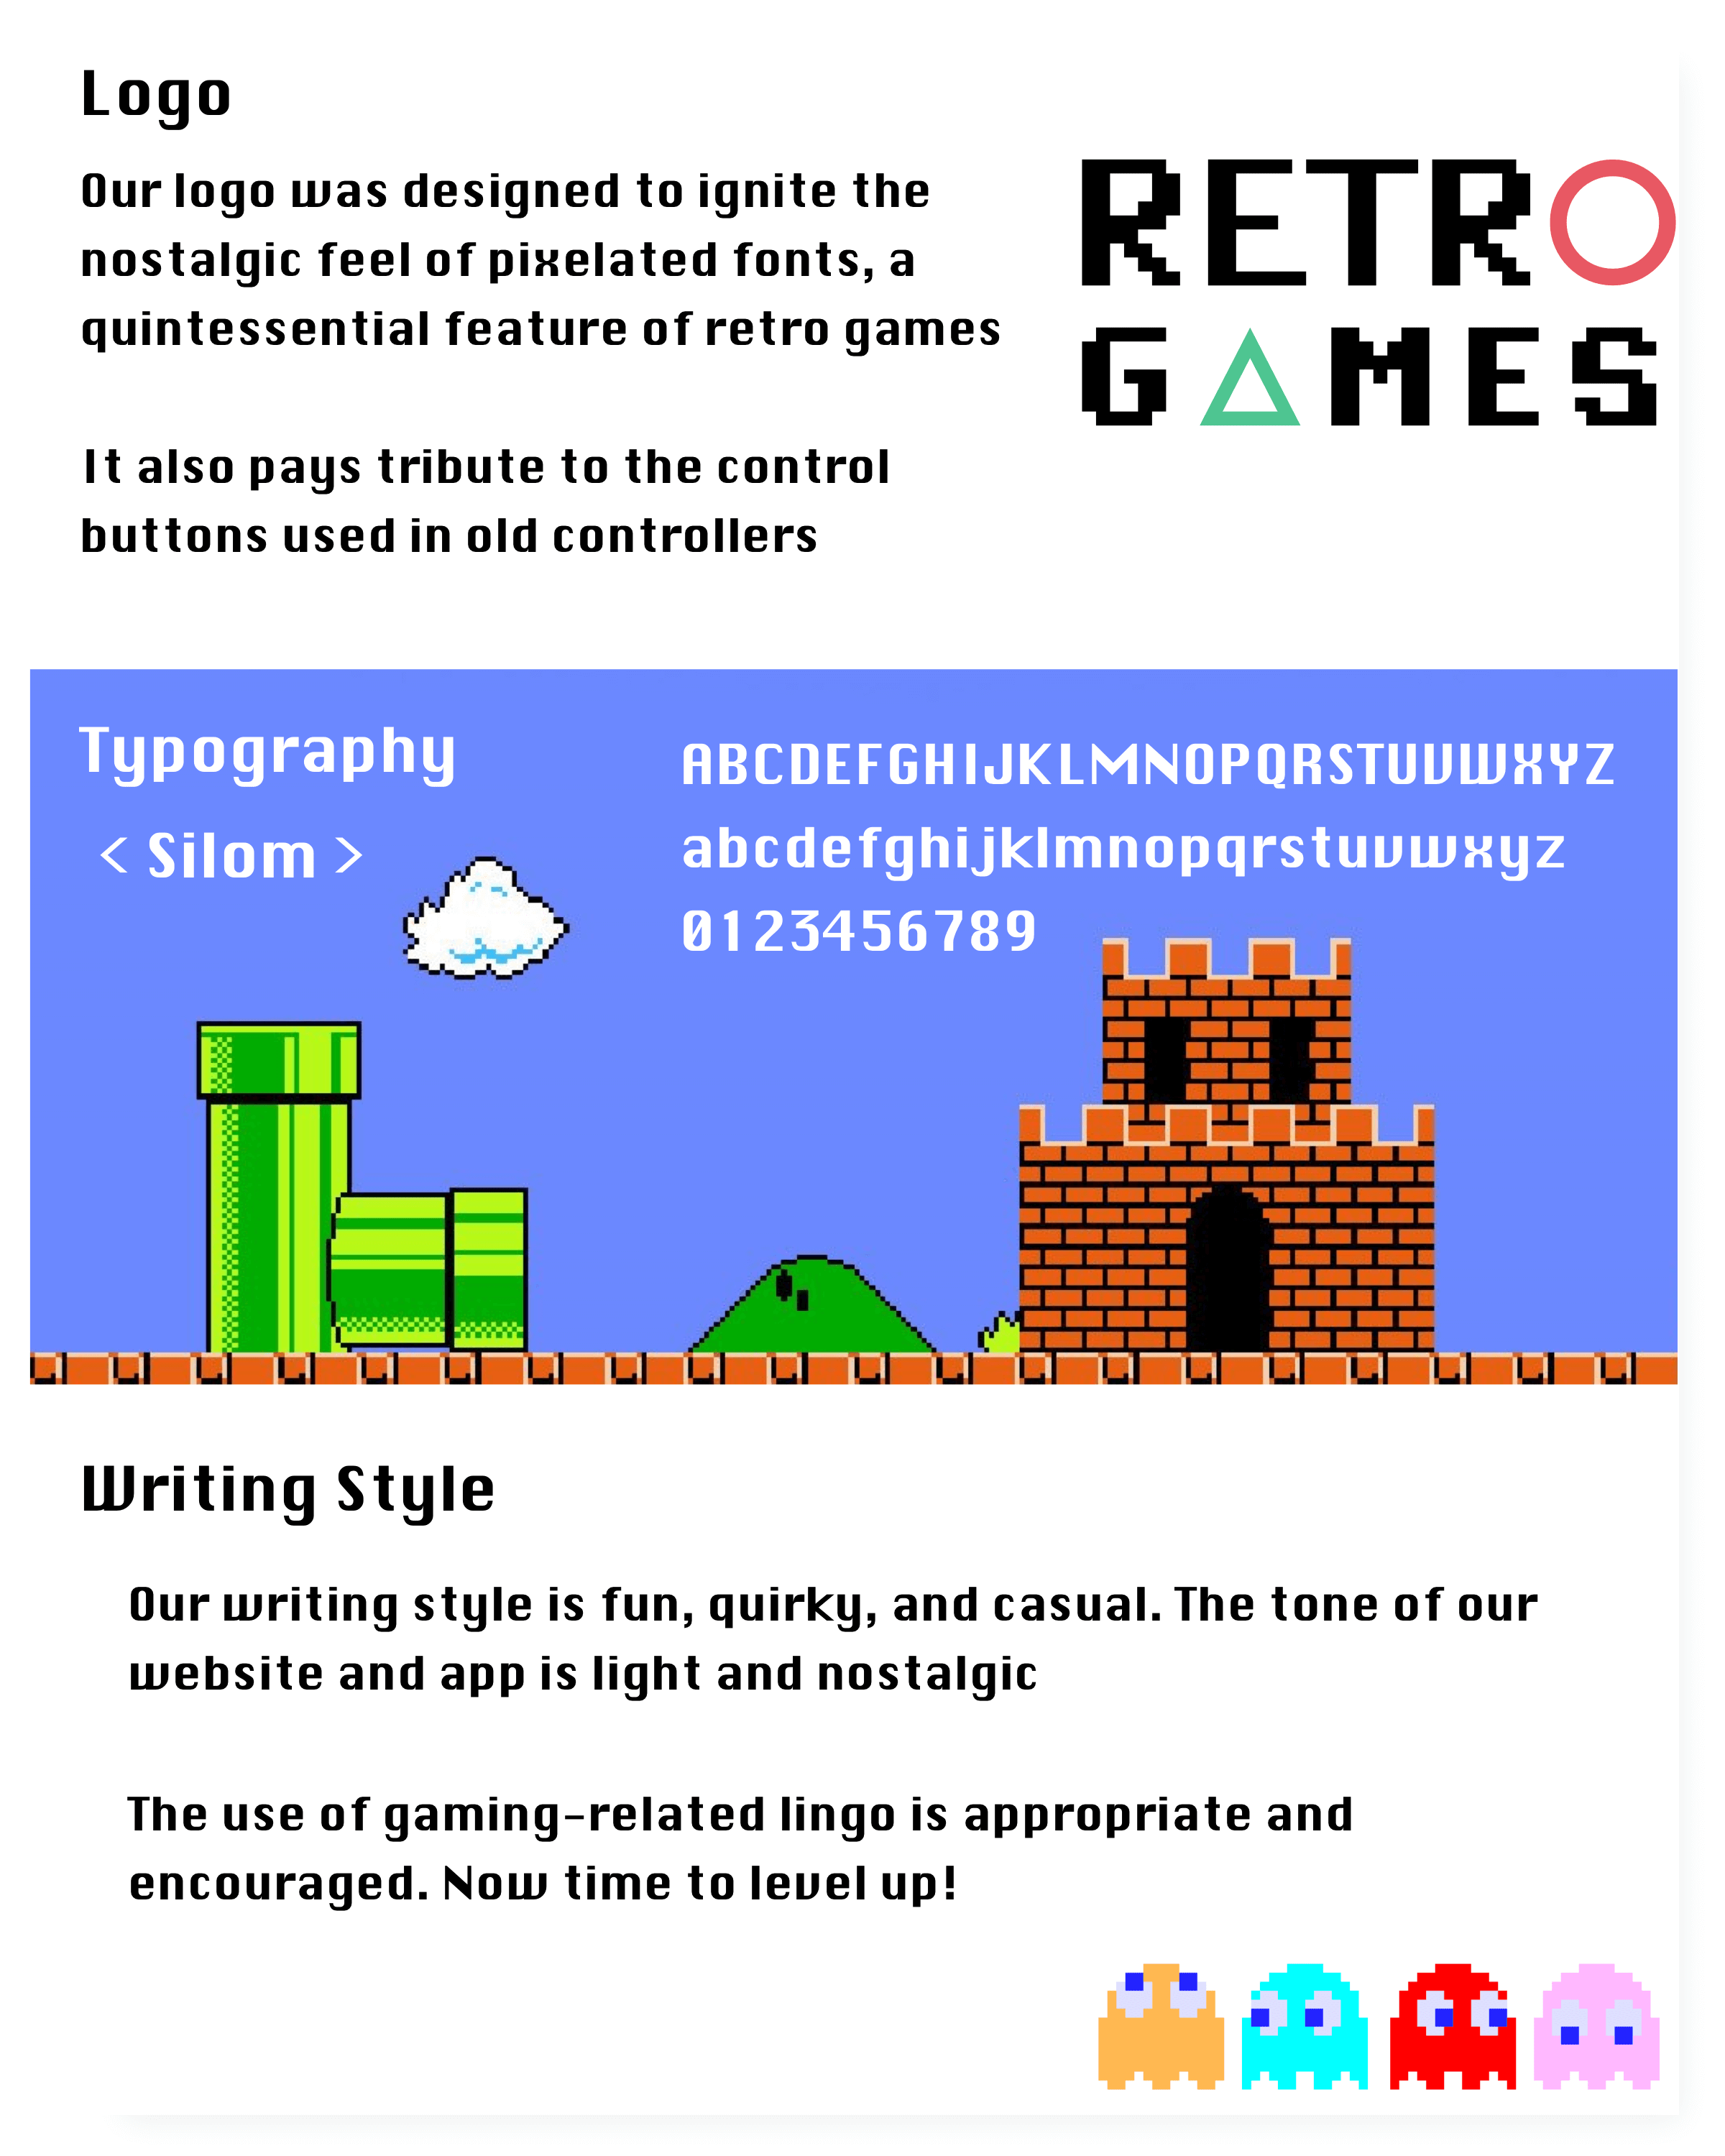 Logo
Our logo was designed to ignite the
nostalgic feel of pixelated fonts, a
quintessential feature of retro games
It also pays tribute to the control
buttons used in old controllers
RETRO
GAMES
Typography
< Silom >
ABCDEFGHIJKLMNOPQRSTUVWXYZ
abcdefghijklmnopqrstuvwxyz
0123456789
Writing Style
Our writing style is fun, quirky, and casual. The tone of our
website and app is light and nostalgic
The use of gaming-related lingo is appropriate and
encouraged. Now time to level up!